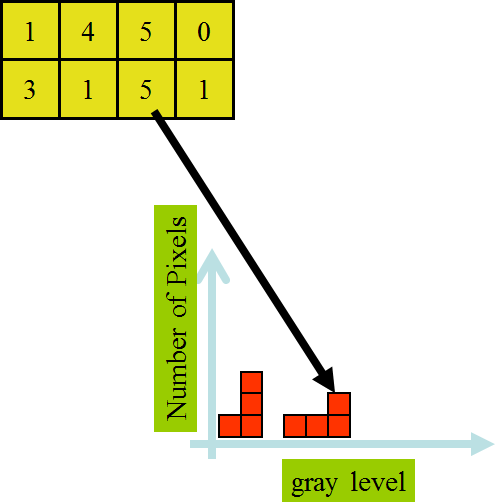 1 4 5 0
3 1 5 1
Number of Pixels
gray level